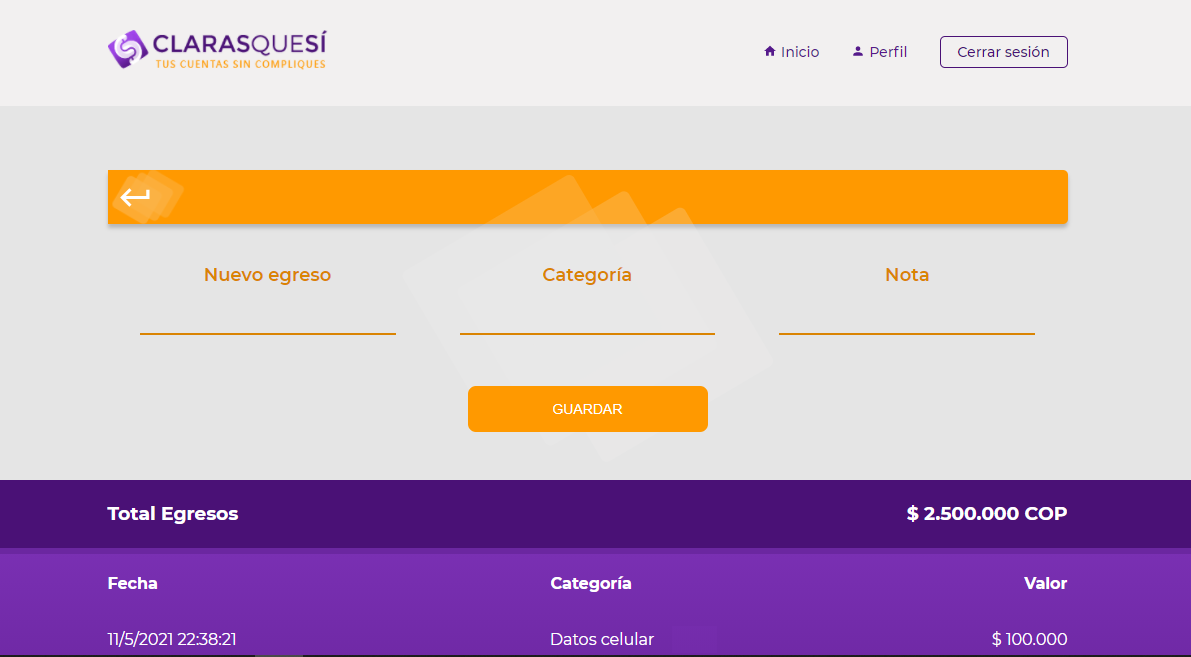 CLARASQUESÍ
TUS CUENTAS SIN COMPLIQUES
Inicio
Perfil
Cerrar sesión
Nuevo egreso
Categoría
Nota
GUARDAR
Total Egresos
$ 2.500.000 COP
Fecha
Categoría
Valor
11/5/2021 22:38:21
Datos celular
$ 100.000